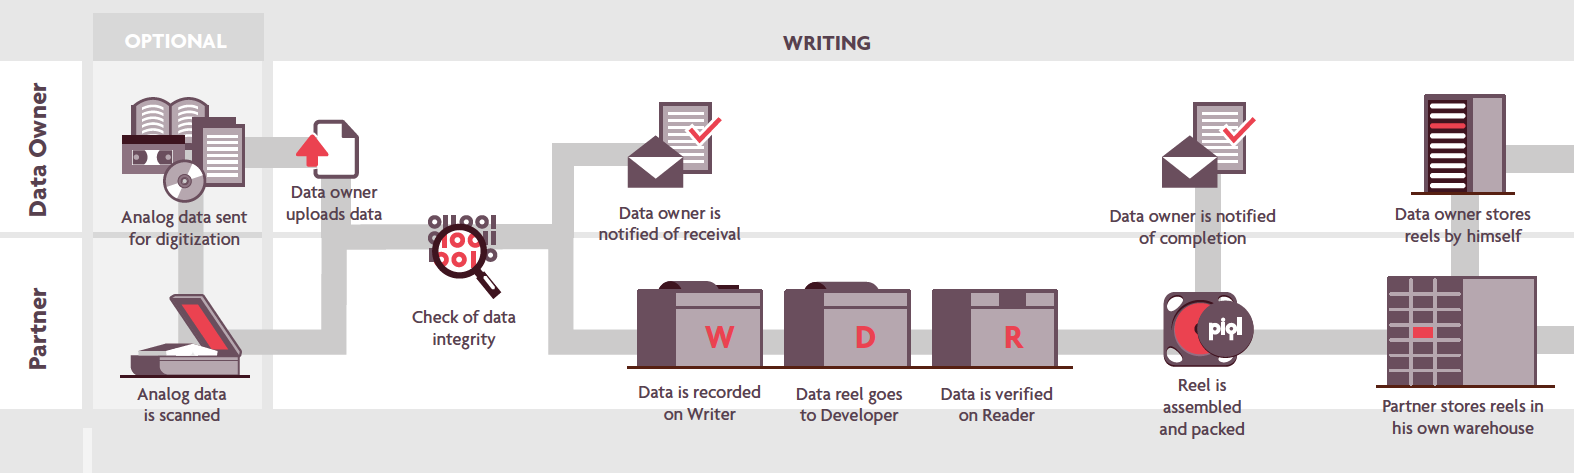 OPTIONAL
WRITING
Data Owner
Analog data sent
for digitization
Data owner
uploads data
Data owner is
notified of receival
Data owner is notified
of completion
Data owner stores
reels by himself
Partner
Analog data
is scanned
Check of data
integrity
W
Data is recorded
on Writer
D
Data reel goes
to Developer
R
Data is verified
on Reader
piql
Reel is
assembled
and packed
Partner stores reels in
his own warehouse